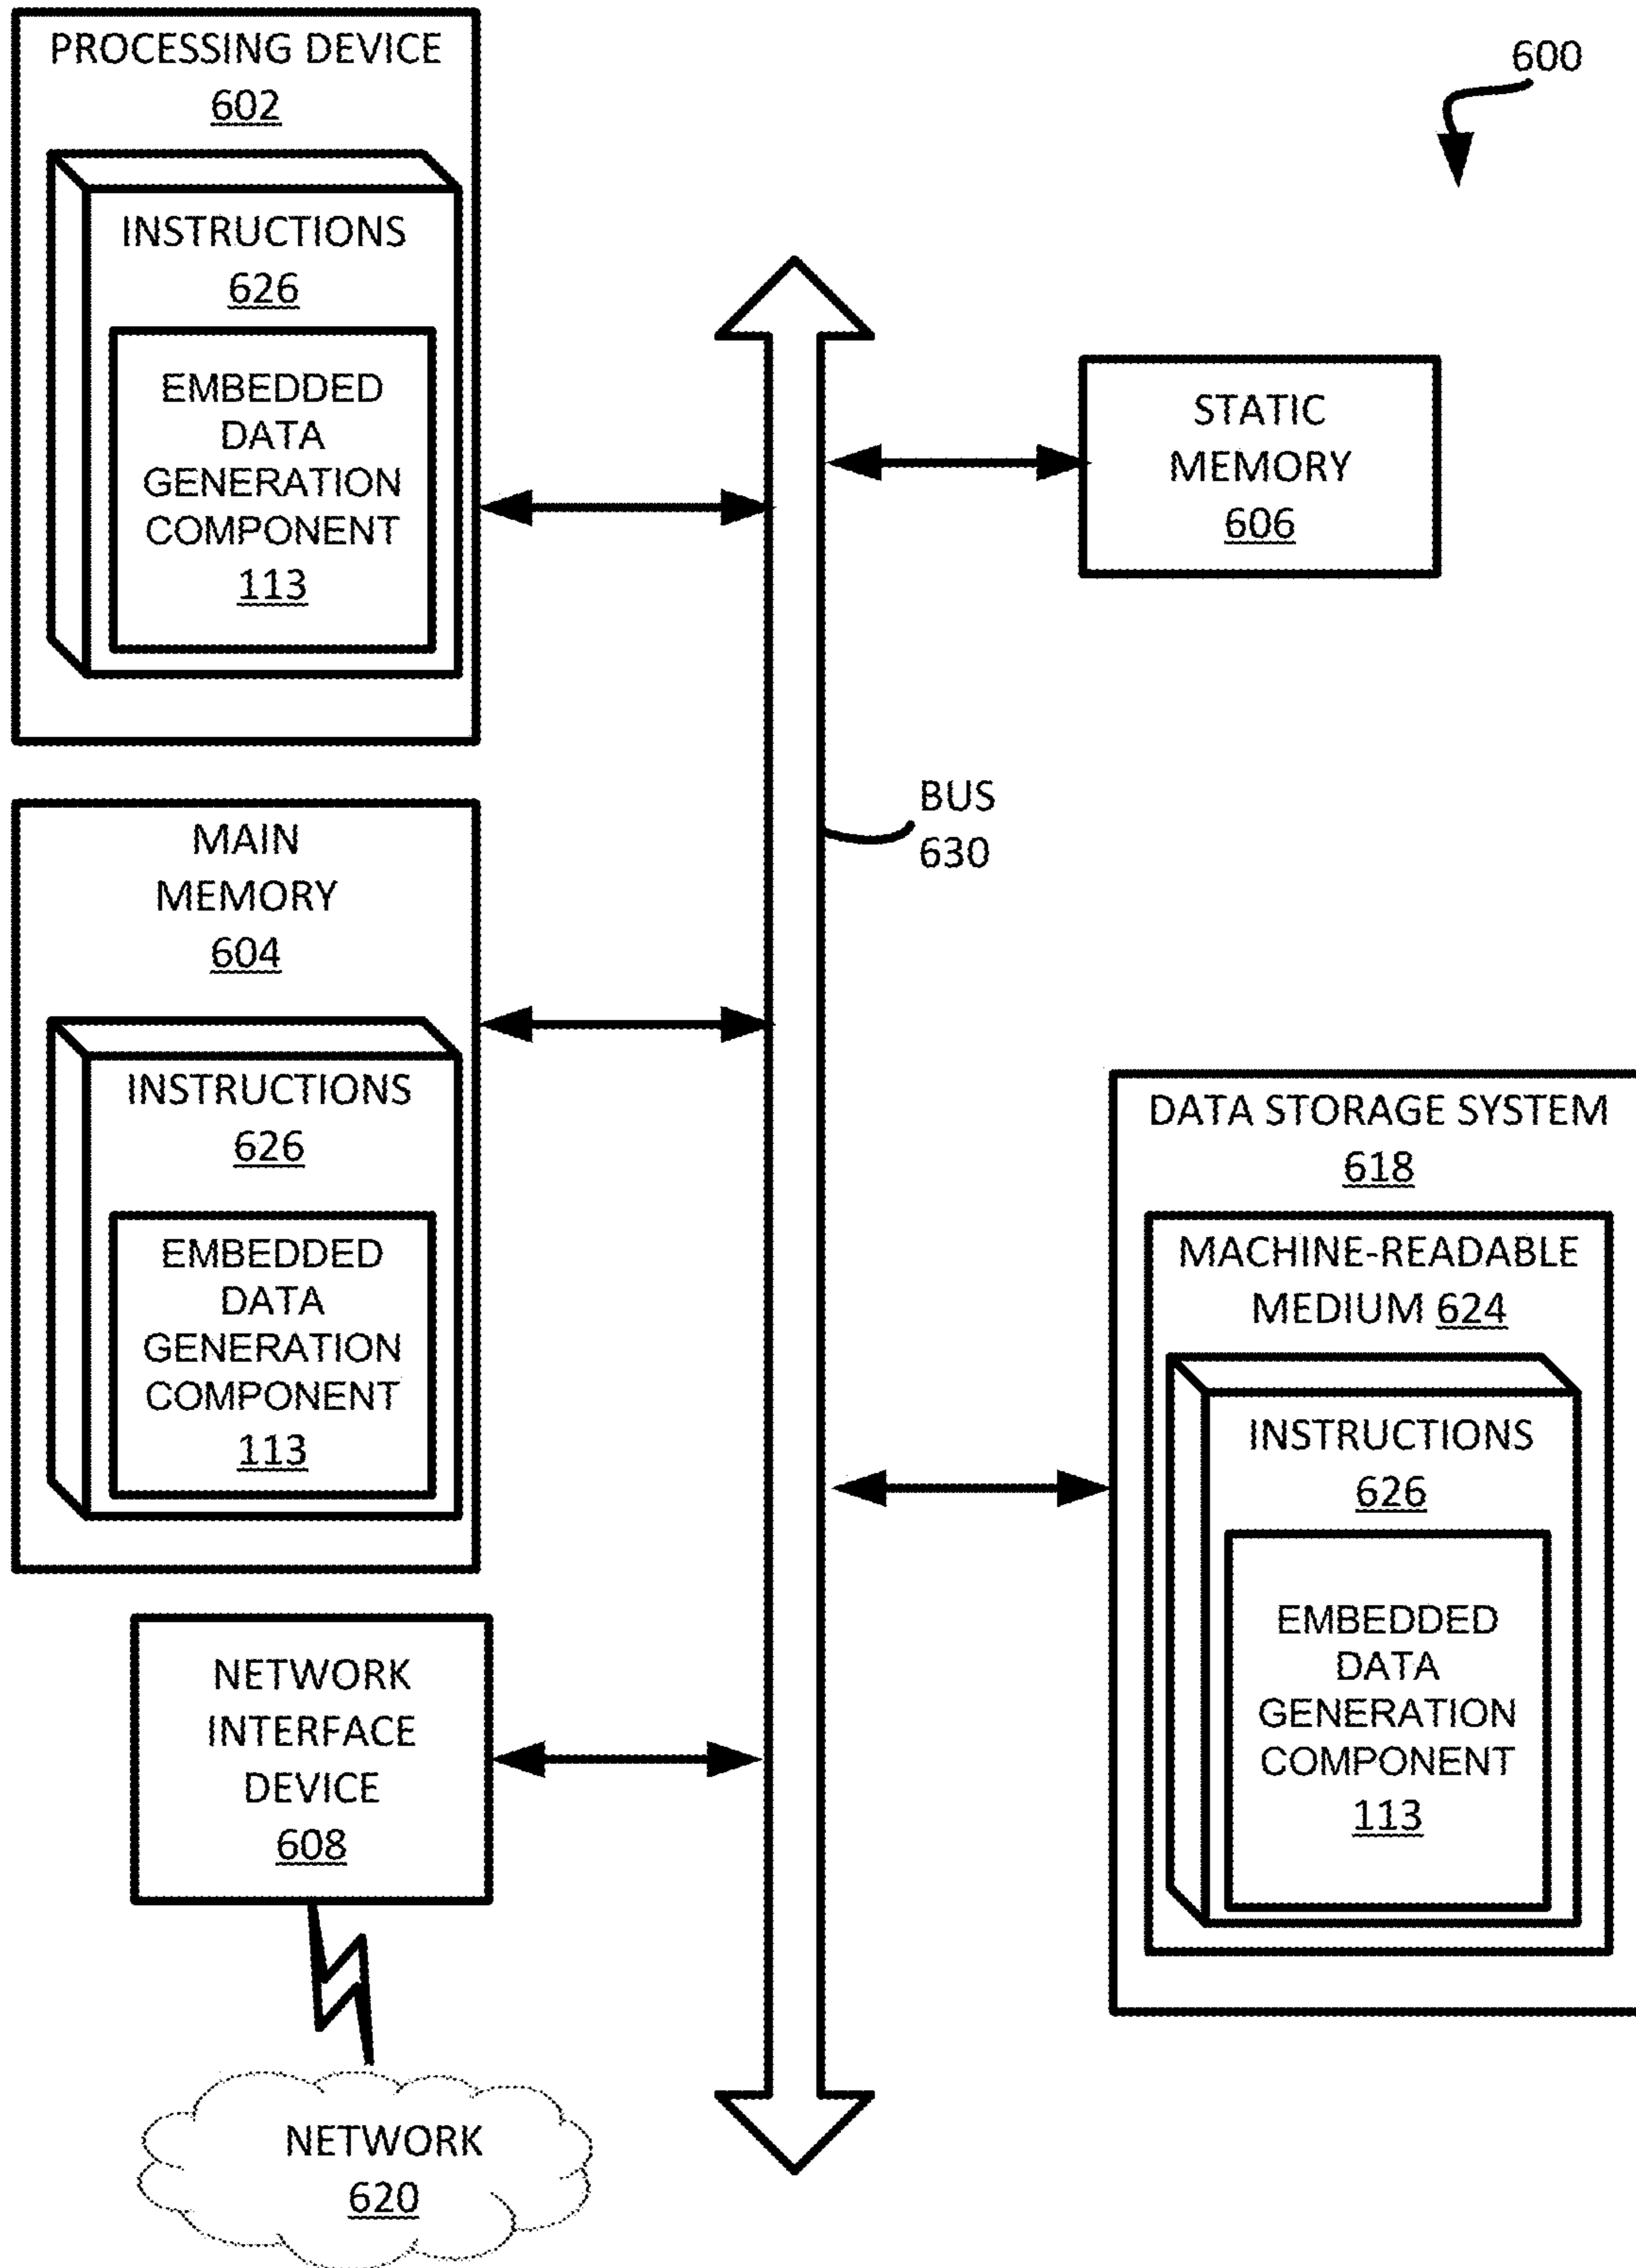 PROCESSING DEVICE
602
INSTRUCTIONS
626
EMBEDDED
DATA
GENERATION
COMPONENT
113
600
STATIC
MEMORY
606
BUS
630
MAIN
MEMORY
604
INSTRUCTIONS
626
EMBEDDED
DATA
GENERATION
COMPONENT
113
DATA STORAGE SYSTEM
618
MACHINE-READABLE
MEDIUM 624
INSTRUCTIONS
626
EMBEDDED
DATA
GENERATION
COMPONENT
113
NETWORK
INTERFACE
DEVICE
608
NETWORK
620